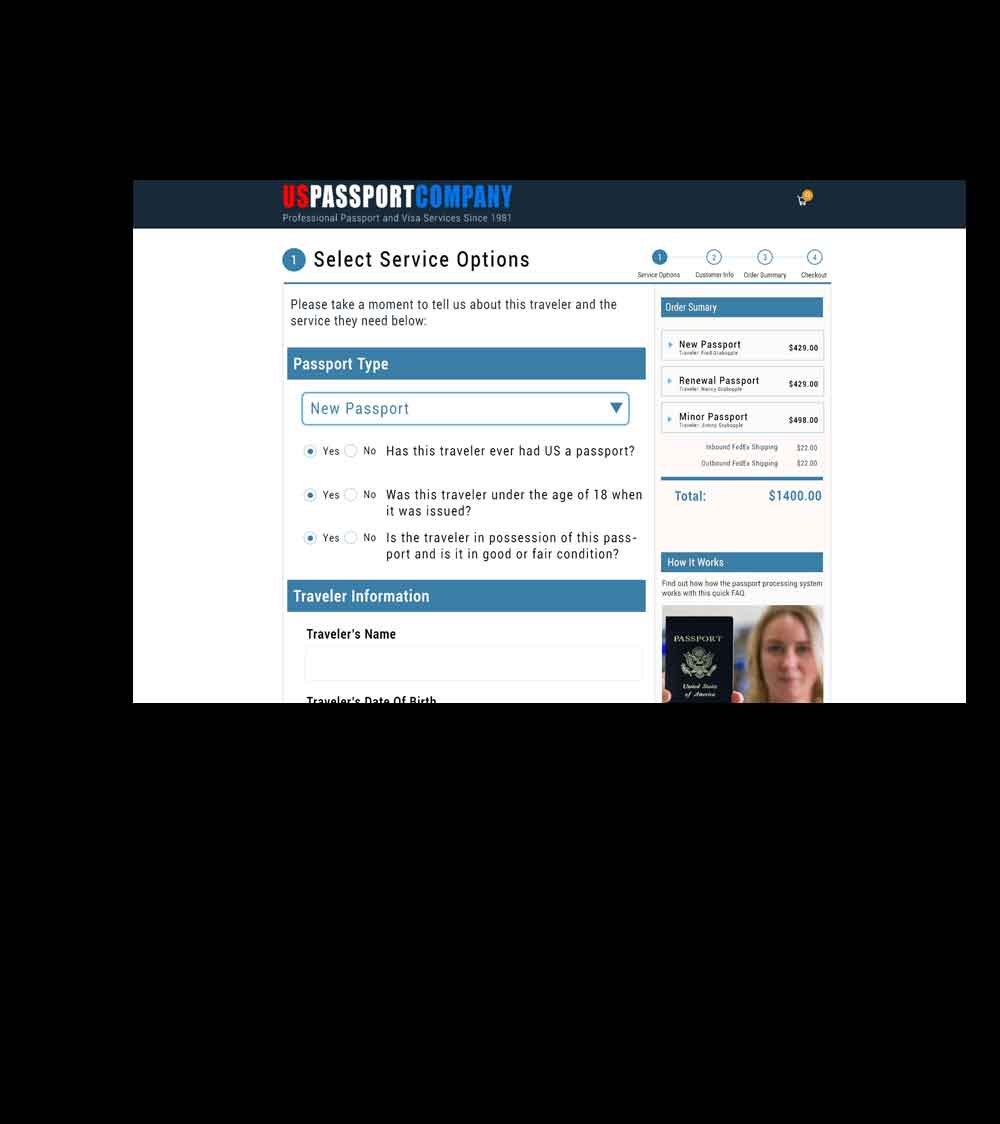 USPASSPORTCOMPANY
Professional Passport and Visa Services Since 1981
0
1 Select Service Options
1 2 3 4
Service Options Customer Info Order Summary Checkout
Please take a moment to tell us about this traveler and the
service they need below:
Passport Type
New Passport
Yes No Has this traveler ever had US a passport?
Yes No Was this traveler under the age of 18 when
it was issued?
Yes No Is the traveler in possession of this pass-
port and is it in good or fair condition?
Traveler Information
Traveler's Name
Traveler's Date Of Birth
Order Sumary
New Passport $429.00
Traveler: Fred Grabapple
Renewal Passport $429.00
Traveler: Nancy Grabapple
Minor Passport $498.00
Traveler: Jimmy Grabapple
Inbound FedEx Shipping $22.00
Outbound FedEx Shipping $22.00
Total: $1400.00
How It Works
Find out how how the passport processing system
works with this quick FAQ.
PASSPORT
United States
of America